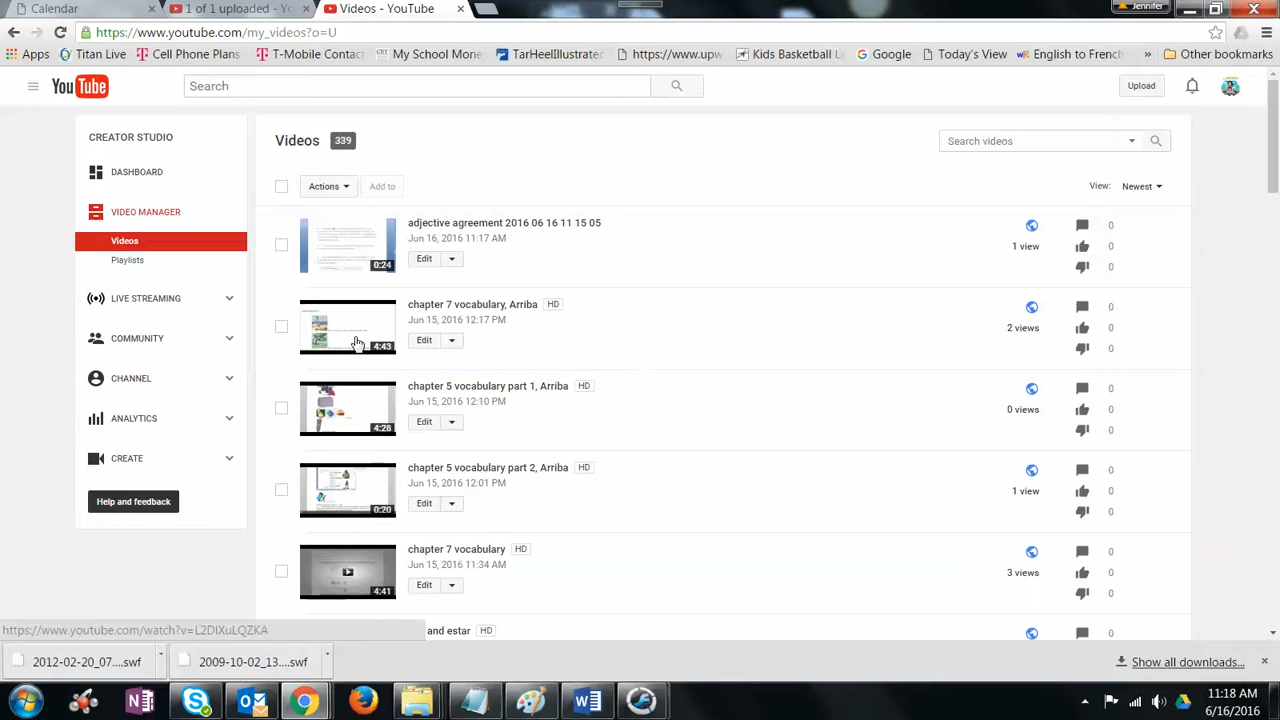 Calendar
1 of 1 uploaded - YouTu
Videos - YouTube
Jennifer
https://www.youtube.com/my_videos?o=U
Apps
Titan Live
Cell Phone Plans
T-Mobile Contact
My School Mone
TarHeelIllustrated
https://www.upw
Kids Basketball
Google
Today's View
English to French
»
Other bookmarks
YouTube
Search
Upload
CREATOR STUDIO
DASHBOARD
VIDEO MANAGER
Videos
Playlists
LIVE STREAMING
COMMUNITY
CHANNEL
ANALYTICS
CREATE
Help and feedback
Videos 339
Search videos
Actions
Add to
View: Newest
adjective agreement 2016 06 16 11 15 05
Jun 16, 2016 11:17 AM
Edit
0:24
1 view
0
0
0
chapter 7 vocabulary, Arriba HD
Jun 15, 2016 12:17 PM
Edit
4:43
2 views
0
0
0
chapter 5 vocabulary part 1, Arriba HD
Jun 15, 2016 12:10 PM
Edit
4:28
0 views
0
0
0
chapter 5 vocabulary part 2, Arriba HD
Jun 15, 2016 12:01 PM
Edit
0:20
1 view
0
0
0
chapter 7 vocabulary HD
Jun 15, 2016 11:34 AM
Edit
4:41
3 views
0
0
0
and estar HD
0
https://www.youtube.com/watch?v=L2DIXuLQZKA
2012-02-20_07....swf
2009-10-02_13....swf
Show all downloads...
11:18 AM
6/16/2016